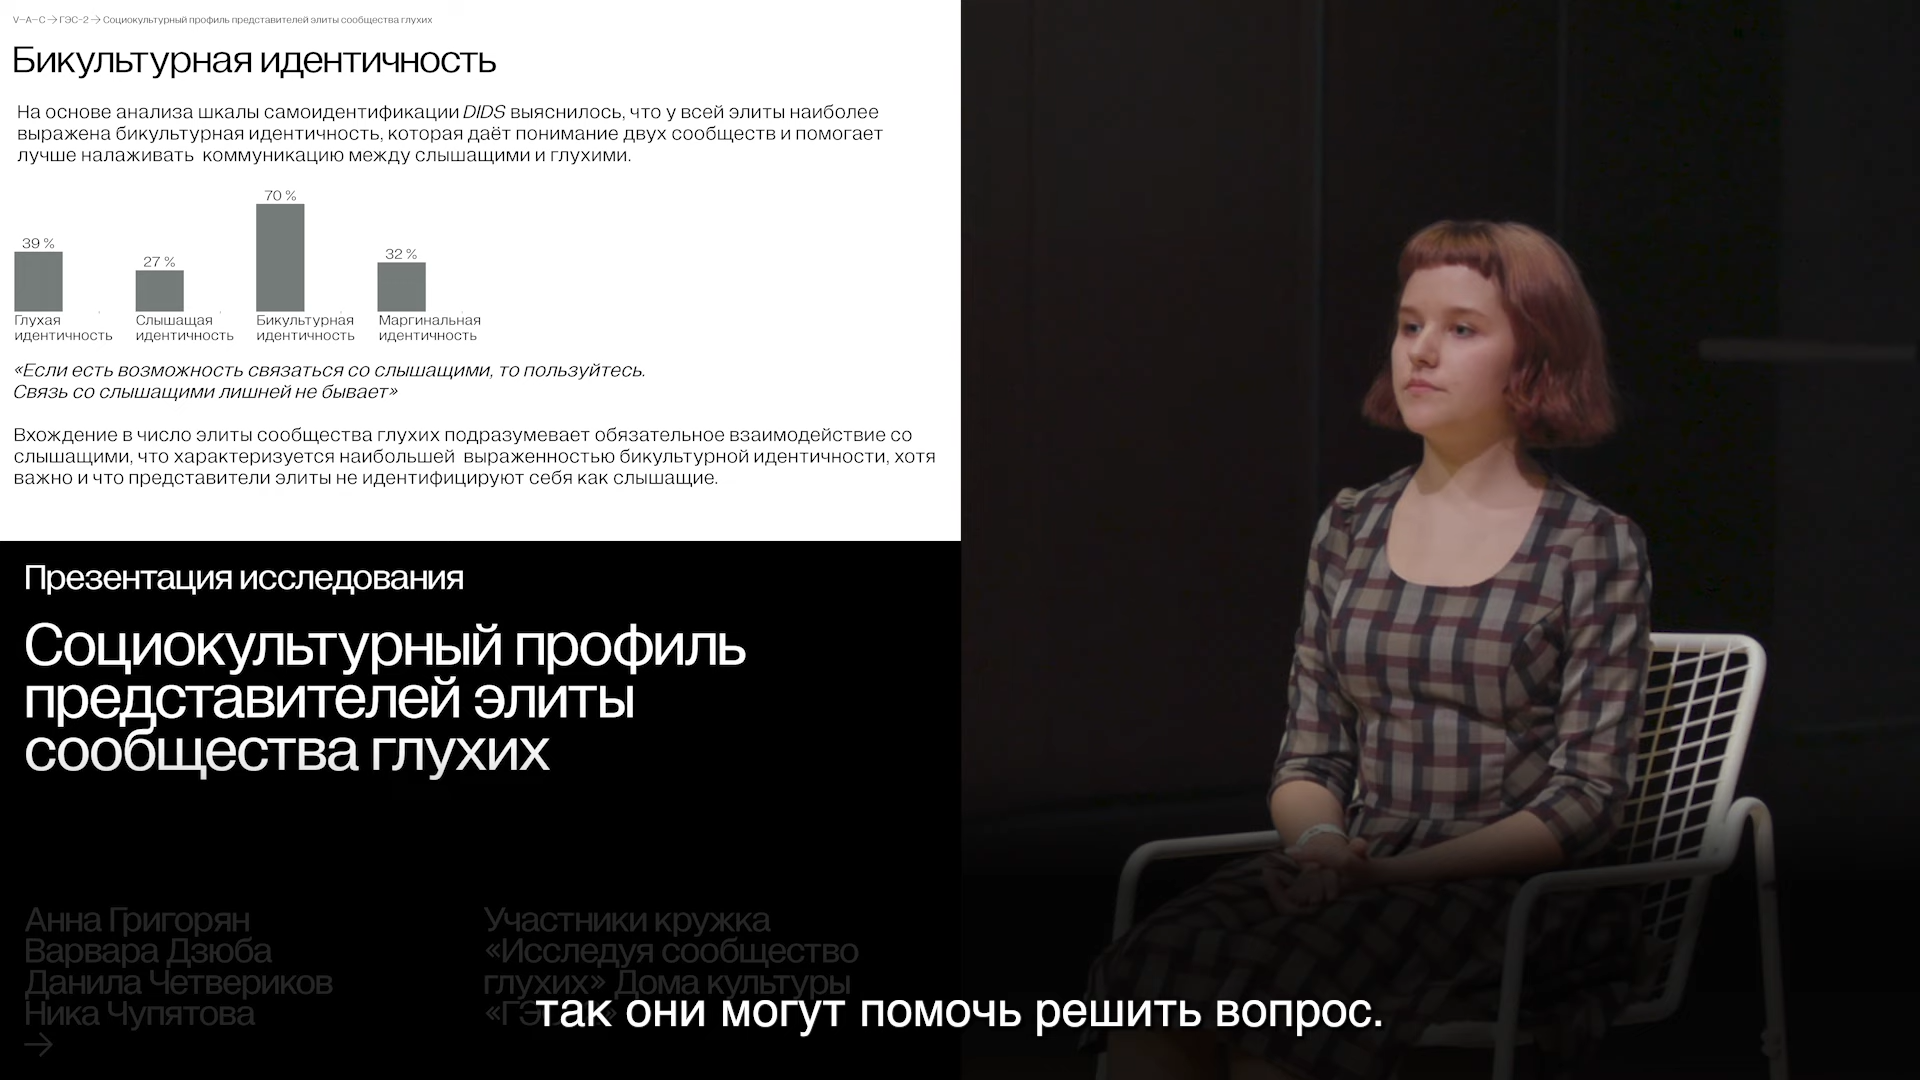 V–A–C → ГЭС-2 → Социокультурный профиль представителей элиты сообщества глухих
Бикультурная идентичность
На основе анализа шкалы самоидентификации DIDS выяснилось, что у всей элиты наиболее
выражена бикультурная идентичность, которая даёт понимание двух сообществ и помогает
лучше налаживать коммуникацию между слышащими и глухими.
39 %
27 %
70 %
32 %
Глухая
идентичность
Слышащая
идентичность
Бикультурная
идентичность
Маргинальная
идентичность
«Если есть возможность связаться со слышащими, то пользуйтесь.
Связь со слышащими лишней не бывает»
Вхождение в число элиты сообщества глухих подразумевает обязательное взаимодействие со
слышащими, что характеризуется наибольшей выраженностью бикультурной идентичности, хотя
важно и что представители элиты не идентифицируют себя как слышащие.
Презентация исследования
Социокультурный профиль
представителей элиты
сообщества глухих
Анна Григорян
Варвара Дзюба
Данила Четвериков
Ника Чупятова
→
Участники кружка
«Исследуя сообщество
глухих» Дома культуры
так они могут помочь решить вопрос.